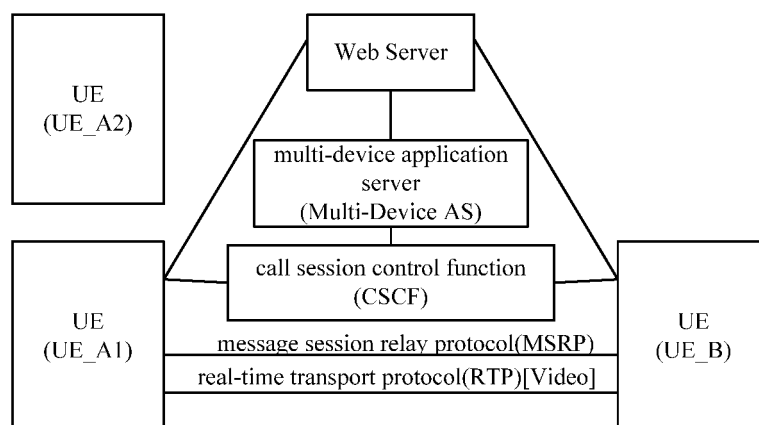 Web Server
UE
(UE_A2)
multi-device application
server
(Multi-Device AS)
call session control function
(CSCF)
UE
(UE_A1)
UE
(UE_B)
message session relay protocol(MSRP)
real-time transport protocol(RTP)[Video]